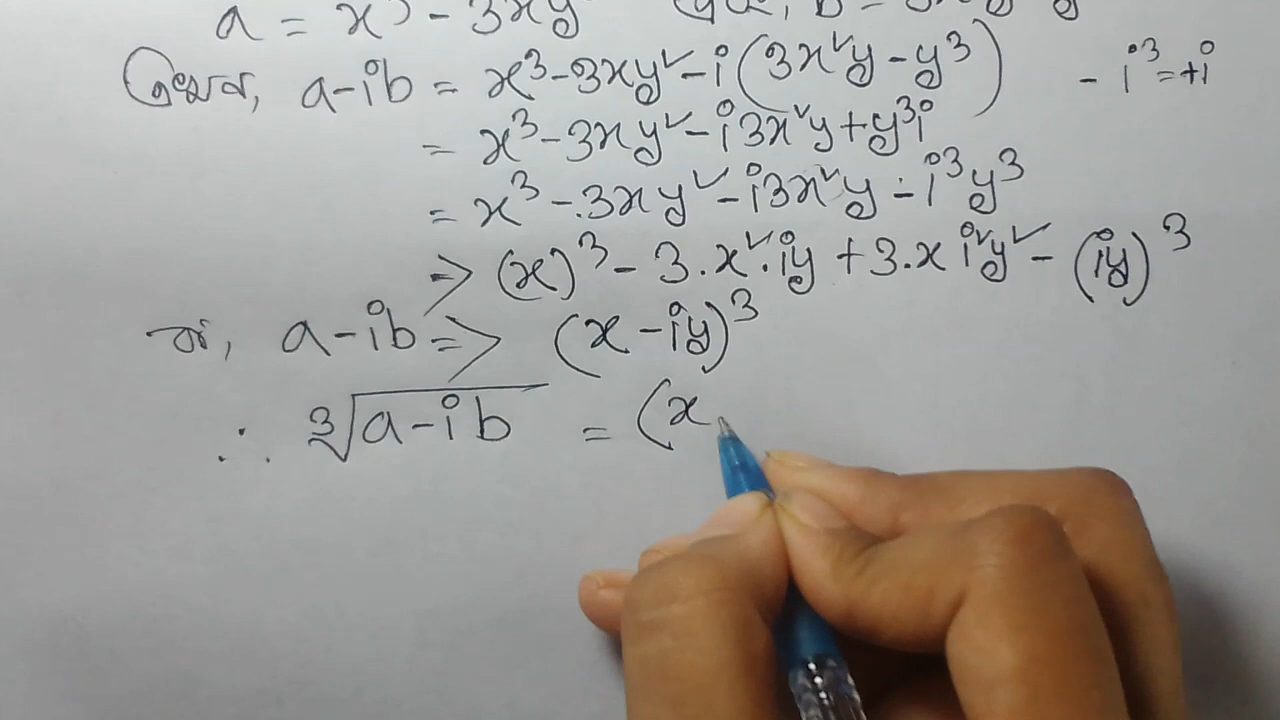 a = x³ - 3xy
এখন, a-ib = x³-3xy²-i(3x²y-y³) - i³=+i
= x³-3xy²-i3x²y+y³i
= x³-3xy²-i3x²y-i³y³
=> (x)³-3.x².iy+3.x i²y²-(iy)³
বা, a-ib => (x-iy)³
∴ ∛(a-ib) = (x